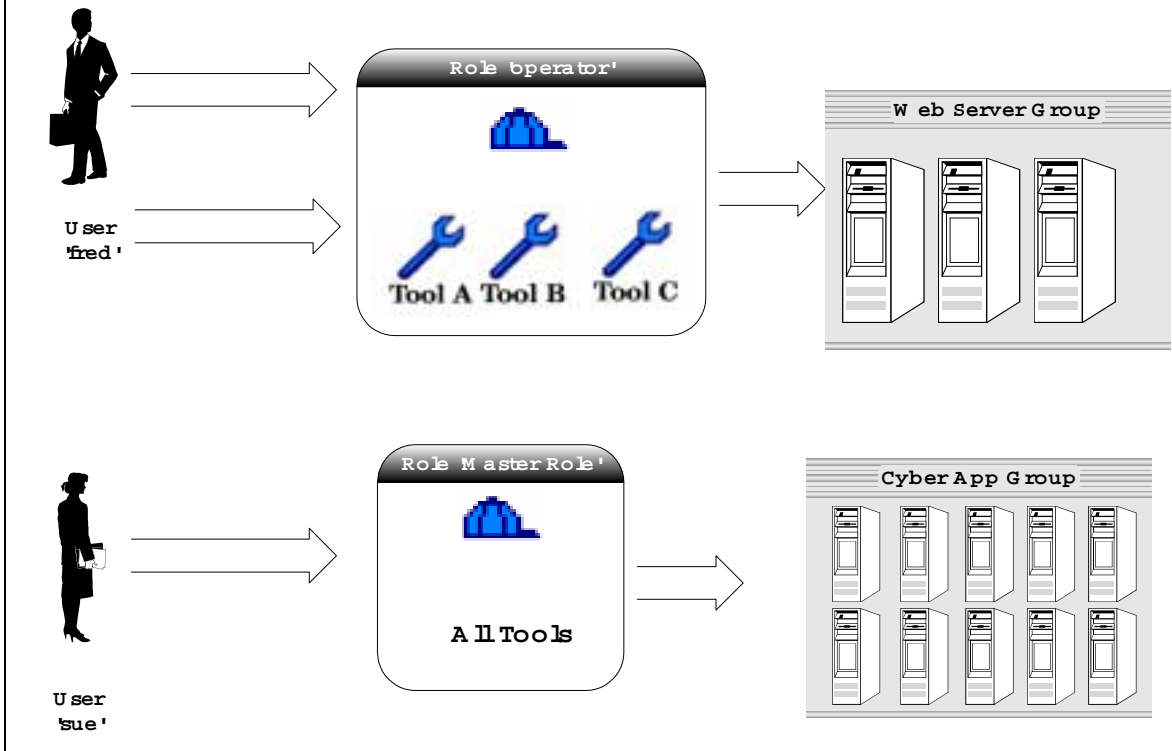 Role 'operator'
Web Server Group
User
'fred'
Tool A Tool B Tool C
Role 'Master Role'
Cyber App Group
All Tools
User
'sue'